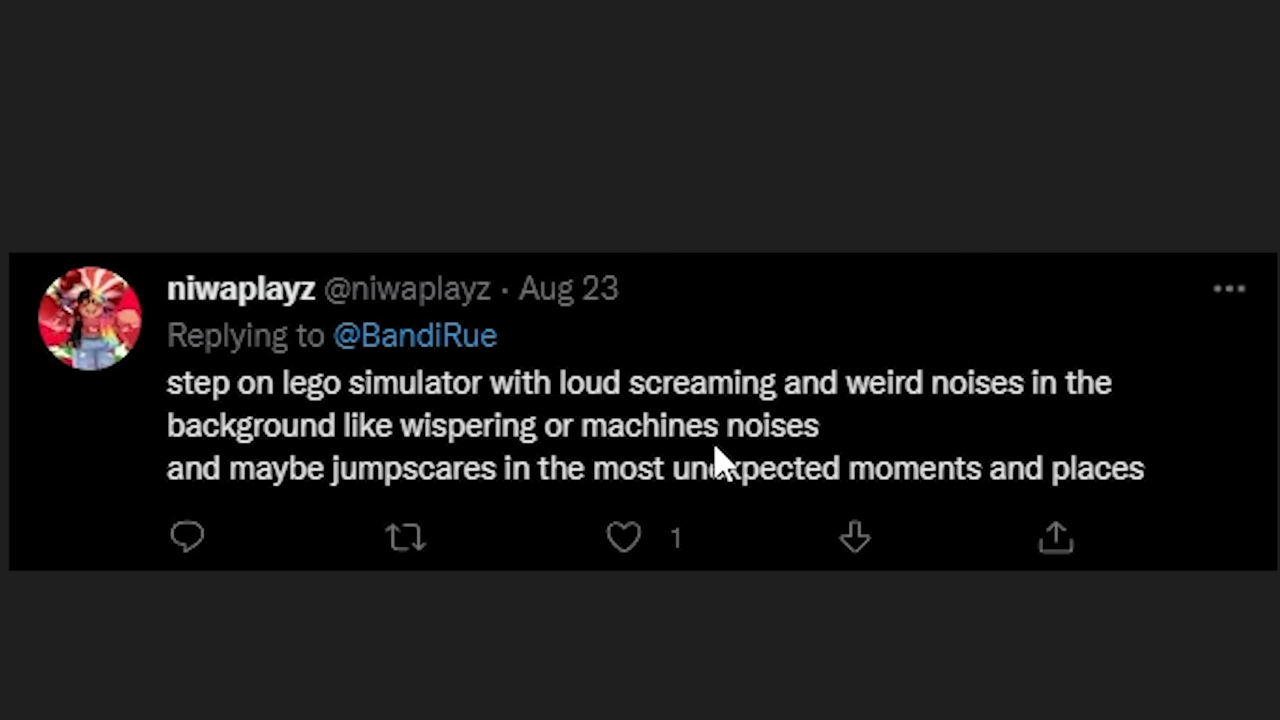 niwaplayz @niwaplayz · Aug 23
Replying to @BandiRue
step on lego simulator with loud screaming and weird noises in the
background like wispering or machines noises
and maybe jumpscares in the most unexpected moments and places
1